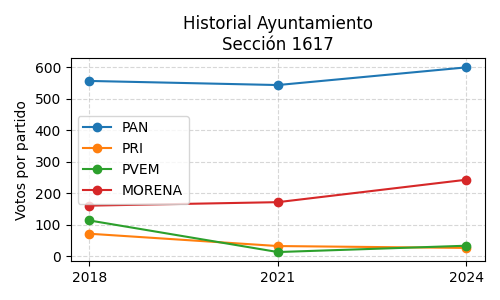 Historial Ayuntamiento
Sección 1617
Votos por partido
600
500
400
300
200
100
0
PAN
PRI
PVEM
MORENA
2018
2021
2024